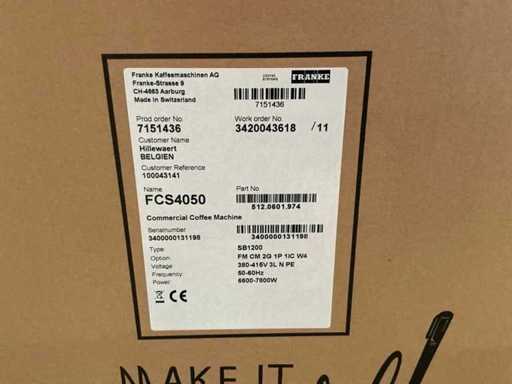 Franke Kaffeemaschinen AG
Franke-Strasse 9
CH-4663 Aarburg
Made in Switzerland
FRANKE
7151436
Prod order No. Work order No.
7151436 3420043618 /11
Customer Name
Hillewaert
BELGIEN
Customer Reference
100043141
Name Part No.
FCS4050 512.0601.974
Commercial Coffee Machine
Serialnumber
3400000131198 3400000131198
Type: SB1200
Option: FM CM 2G 1P 1IC W4
Voltage: 380-415V 3L N PE
Frequency: 50-60Hz
6600-7800W
CE
MAKE IT